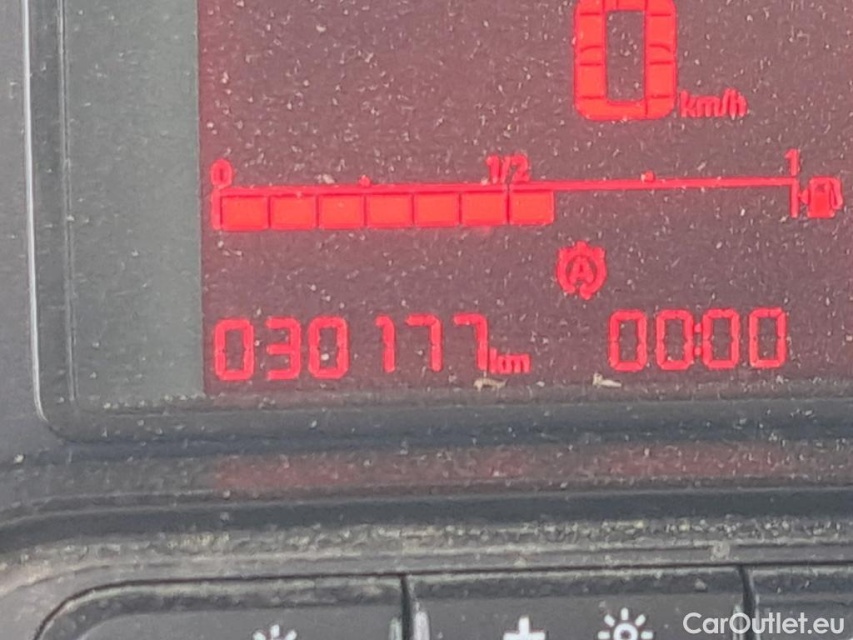 0 km/h
0 1/2 1
A
030177 km 00:00
+
CarOutlet.eu